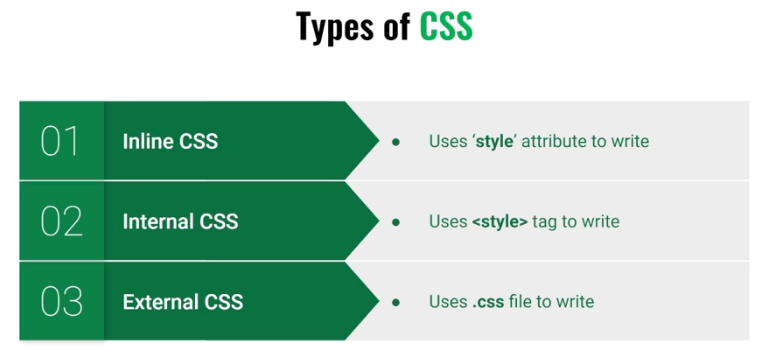 Types of CSS
01 Inline CSS • Uses ‘style’ attribute to write
02 Internal CSS • Uses <style> tag to write
03 External CSS • Uses .css file to write